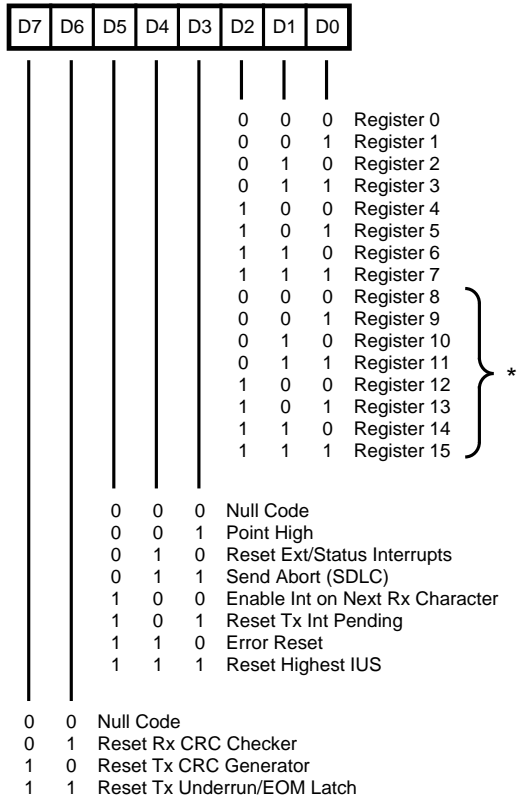 D7 D6 D5 D4 D3 D2 D1 D0
0 0 0 Register 0
0 0 1 Register 1
0 1 0 Register 2
0 1 1 Register 3
1 0 0 Register 4
1 0 1 Register 5
1 1 0 Register 6
1 1 1 Register 7
0 0 0 Register 8
0 0 1 Register 9
0 1 0 Register 10
0 1 1 Register 11
*
1 0 0 Register 12
1 0 1 Register 13
1 1 0 Register 14
1 1 1 Register 15
0 0 0 Null Code
0 0 1 Point High
0 1 0 Reset Ext/Status Interrupts
0 1 1 Send Abort (SDLC)
1 0 0 Enable Int on Next Rx Character
1 0 1 Reset Tx Int Pending
1 1 0 Error Reset
1 1 1 Reset Highest IUS
0 0 Null Code
0 1 Reset Rx CRC Checker
1 0 Reset Tx CRC Generator
1 1 Reset Tx Underrun/EOM Latch